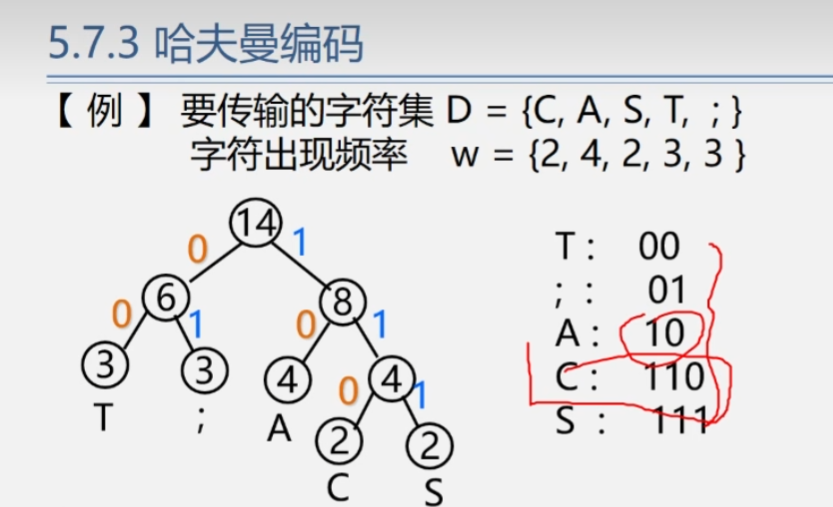 5.7.3 哈夫曼编码
【 例 】 要传输的字符集 D = {C, A, S, T, ; }
字符出现频率 w = {2, 4, 2, 3, 3 }
14
0 1
6 8
0 1 0 1
3 3 4 4
0 1
T ; A 2 2
C S
T : 00
; : 01
A : 10
C : 110
S : 111